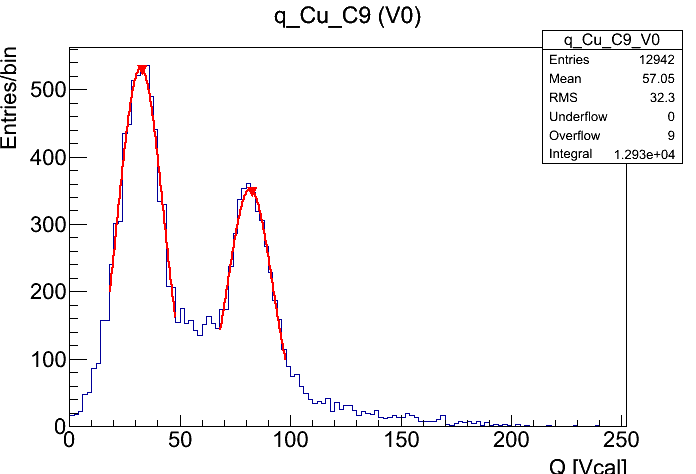 q_Cu_C9 (V0)
q_Cu_C9_V0
Entries 12942
Mean 57.05
RMS 32.3
Underflow 0
Overflow 9
Integral 1.293e+04
Entries/bin
500
400
300
200
100
0
0 50 100 150 200 250
Q [Vcal]